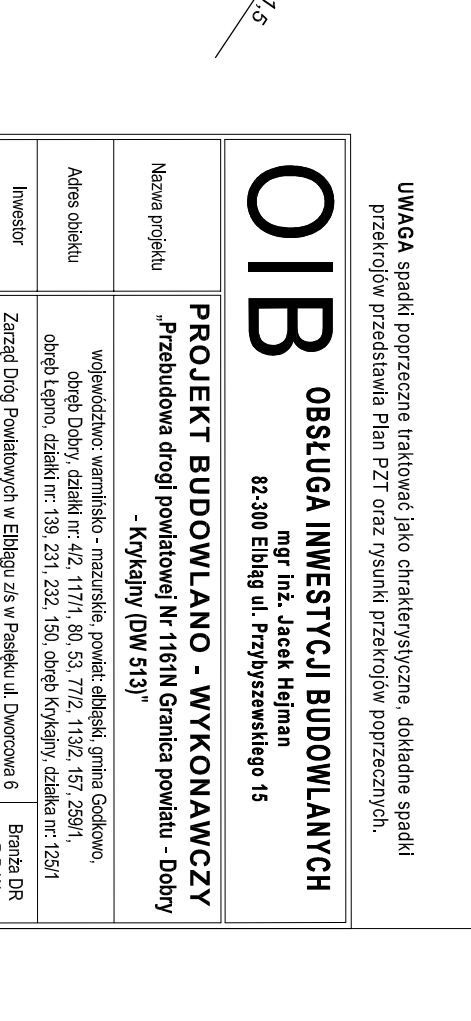 7,5
UWAGA spadki poprzeczne traktować jako chrakterystyczne, dokładne spadki
przekrojów przedstawia Plan PZT oraz rysunki przekrojów poprzecznych.
OIB
OBSŁUGA INWESTYCJI BUDOWLANYCH
mgr inż. Jacek Hejman
82-300 Elbląg ul. Przybyszewskiego 15
Nazwa projektu
PROJEKT BUDOWLANO - WYKONAWCZY
„Przebudowa drogi powiatowej Nr 1161N Granica powiatu - Dobry
- Krykajny (DW 513)"
Adres obiektu
województwo: warmińsko - mazurskie, powiat: elbląski, gmina Godkowo,
obręb Dobry, działki nr: 4/2, 117/1, 80, 53, 77/2, 113/2, 157, 259/1,
obręb Łępno, działki nr: 139, 231, 232, 150, obręb Krykajny, działka nr: 125/1
Inwestor
Zarząd Dróg Powiatowych w Elblągu z/s w Pasłęku ul. Dworcowa 6
Branża DR